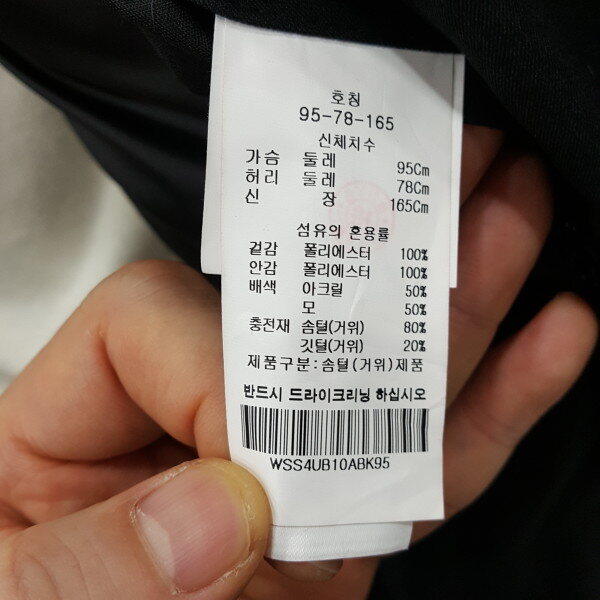 호칭
95-78-165
신체치수
가슴 둘레 95Cm
허리 둘레 78Cm
신 장 165Cm
섬유의 혼용률
겉감 폴리에스터 100%
안감 폴리에스터 100%
배색 아크릴 50%
모 50%
충전재 솜털(거위) 80%
깃털(거위) 20%
제품구분:솜털(거위)제품
반드시 드라이크리닝 하십시오
WSS4UB10ABK95